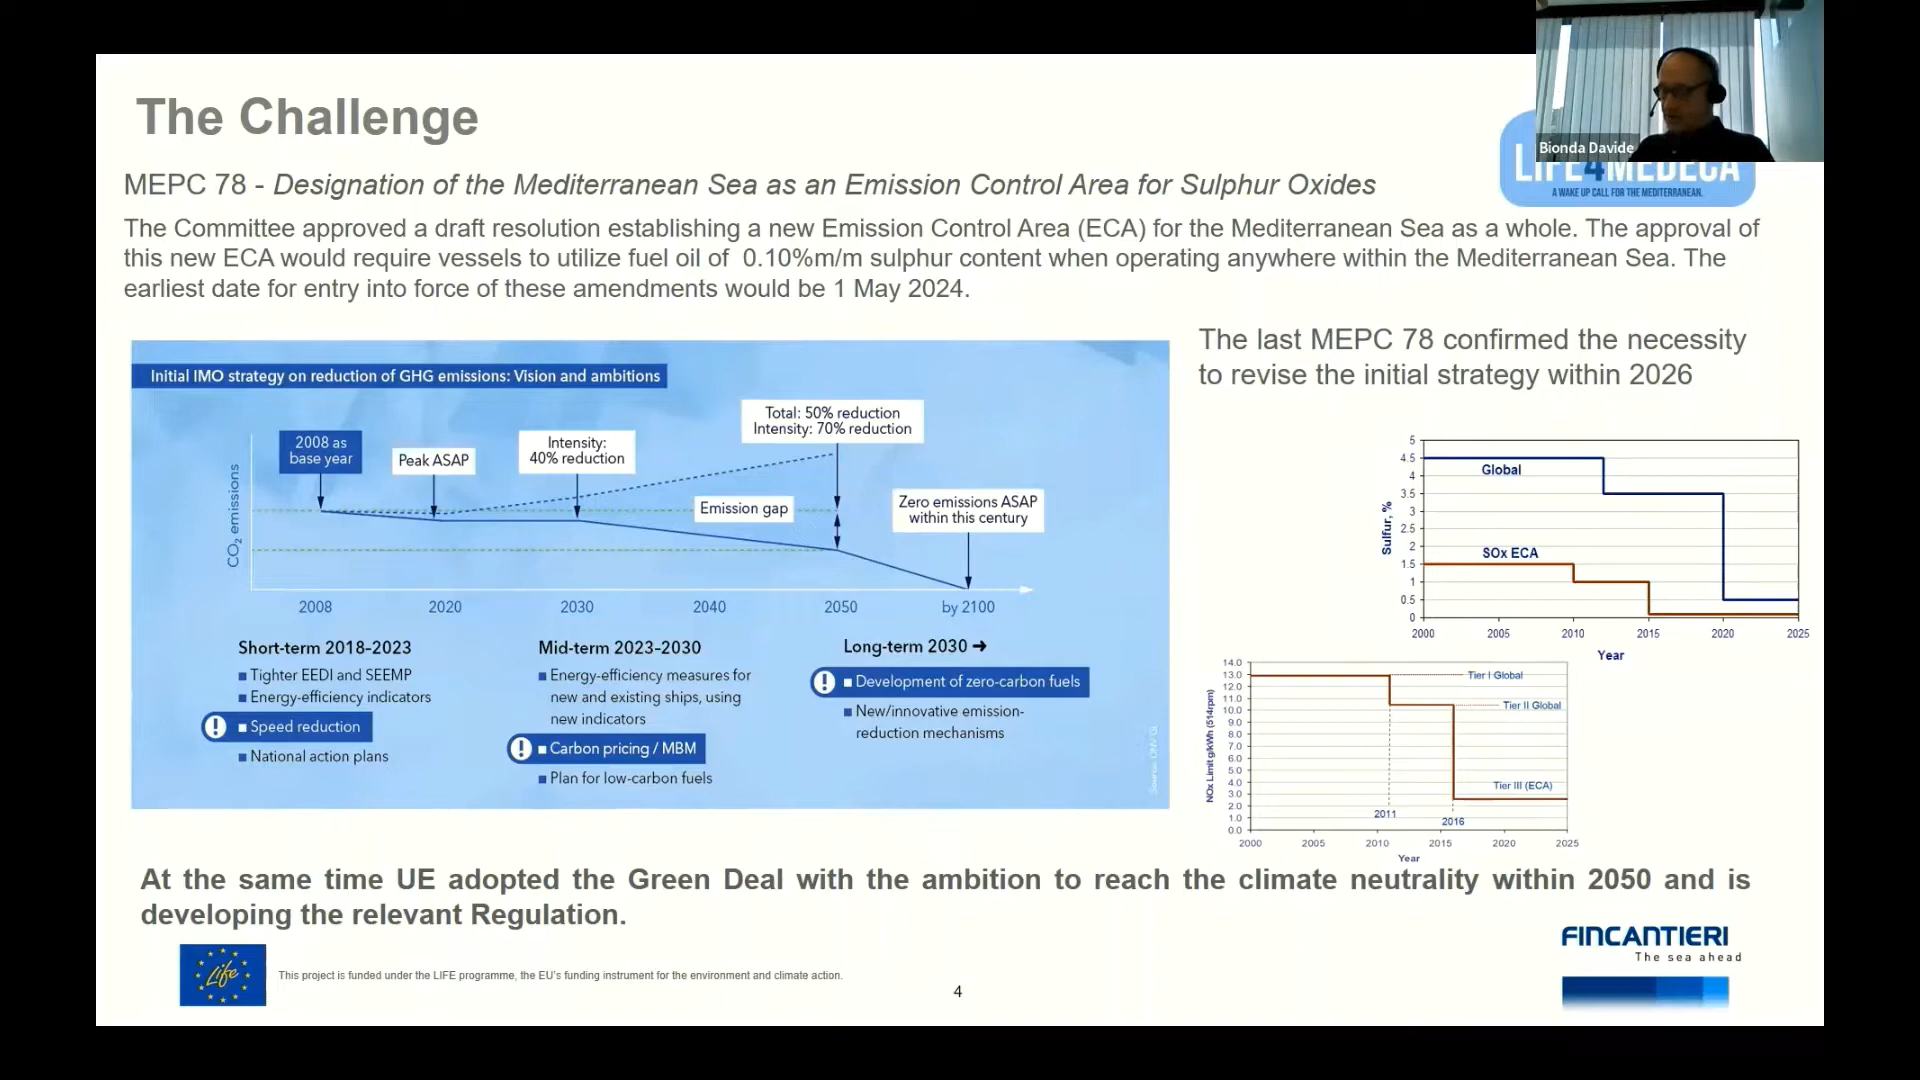 The Challenge
Bionda Davide
LIFE4MEDECA
A WAKE UP CALL FOR THE MEDITERRANEAN.
MEPC 78 - Designation of the Mediterranean Sea as an Emission Control Area for Sulphur Oxides
The Committee approved a draft resolution establishing a new Emission Control Area (ECA) for the Mediterranean Sea as a whole. The approval of
this new ECA would require vessels to utilize fuel oil of 0.10%m/m sulphur content when operating anywhere within the Mediterranean Sea. The
earliest date for entry into force of these amendments would be 1 May 2024.
Initial IMO strategy on reduction of GHG emissions: Vision and ambitions
CO₂ emissions
2008 as
base year
Peak ASAP
Intensity:
40% reduction
Total: 50% reduction
Intensity: 70% reduction
Emission gap
Zero emissions ASAP
within this century
2008 2020 2030 2040 2050 by 2100
Short-term 2018–2023
■ Tighter EEDI and SEEMP
■ Energy-efficiency indicators
! ■ Speed reduction
■ National action plans
Mid-term 2023–2030
■ Energy-efficiency measures for
new and existing ships, using
new indicators
! ■ Carbon pricing / MBM
■ Plan for low-carbon fuels
Long-term 2030 ➔
! ■ Development of zero-carbon fuels
■ New/innovative emission-
reduction mechanisms
Source: DNV GL
The last MEPC 78 confirmed the necessity
to revise the initial strategy within 2026
Sulfur, %
5
4.5
4
3.5
3
2.5
2
1.5
1
0.5
0
Global
SOx ECA
2000 2005 2010 2015 2020 2025
Year
NOx Limit g/kWh (514rpm)
14.0
13.0
12.0
11.0
10.0
9.0
8.0
7.0
6.0
5.0
4.0
3.0
2.0
1.0
0.0
Tier I Global
Tier II Global
Tier III (ECA)
2011
2016
2000 2005 2010 2015 2020 2025
Year
At the same time UE adopted the Green Deal with the ambition to reach the climate neutrality within 2050 and is
developing the relevant Regulation.
Life
This project is funded under the LIFE programme, the EU's funding instrument for the environment and climate action.
4
FINCANTIERI
The sea ahead